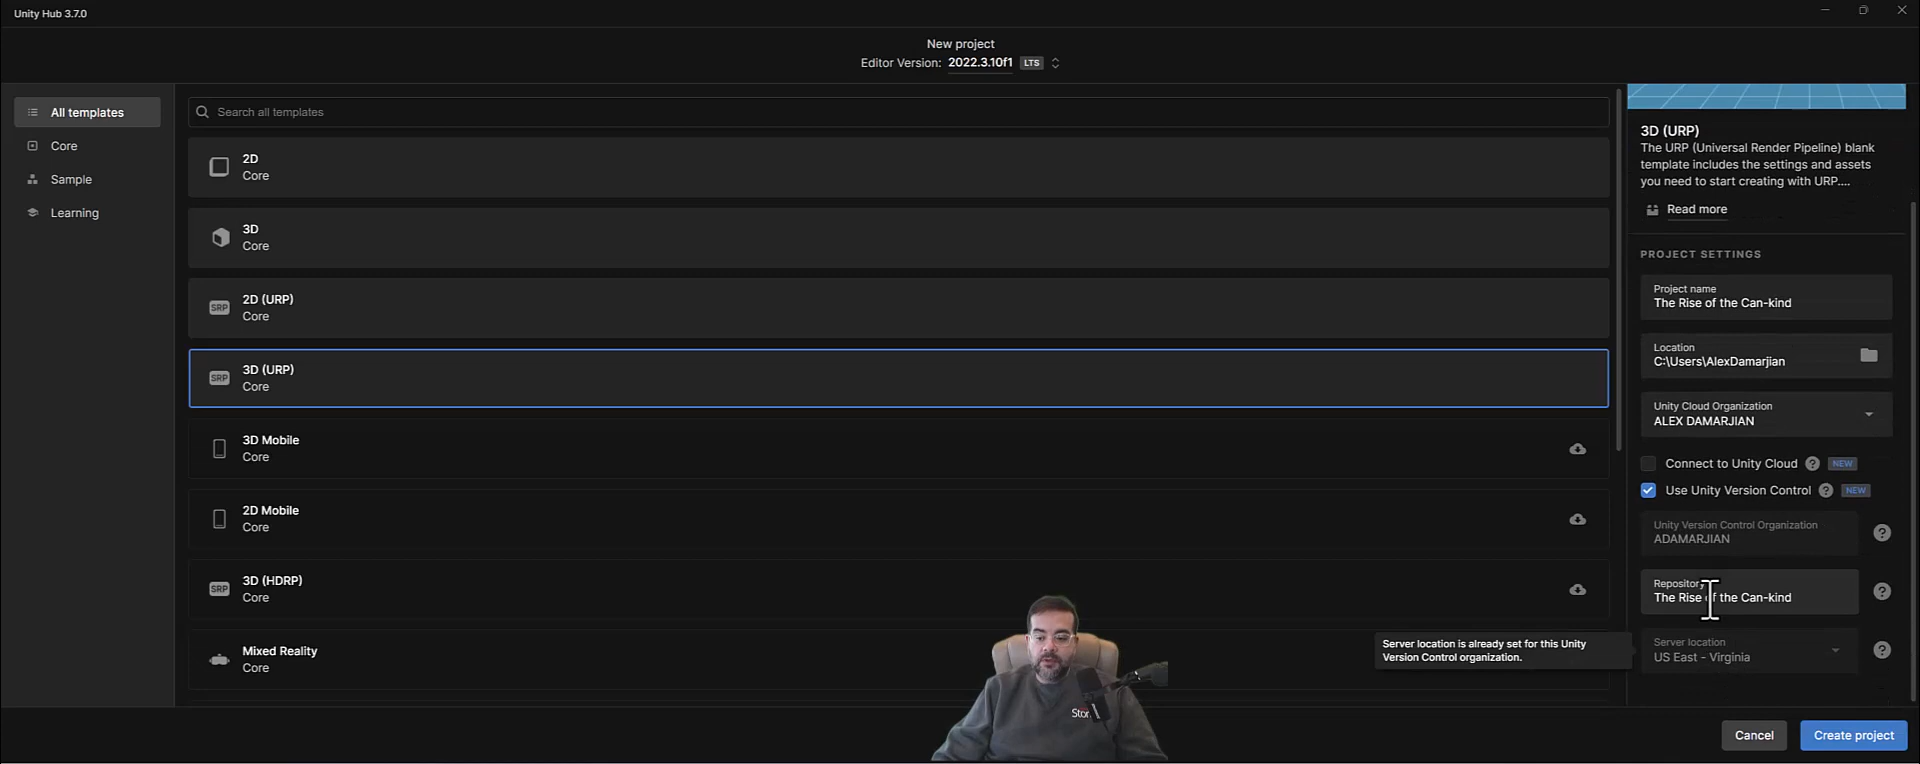 Unity Hub 3.7.0
New project
Editor Version: 2022.3.10f1 LTS
All templates
Core
Sample
Learning
Search all templates
2D
Core
3D
Core
SRP
2D (URP)
Core
SRP
3D (URP)
Core
3D Mobile
Core
2D Mobile
Core
SRP
3D (HDRP)
Core
Mixed Reality
Core
3D (URP)
The URP (Universal Render Pipeline) blank
template includes the settings and assets
you need to start creating with URP....
Read more
PROJECT SETTINGS
Project name
The Rise of the Can-kind
Location
C:\Users\AlexDamarjian
Unity Cloud Organization
ALEX DAMARJIAN
Connect to Unity Cloud ? NEW
Use Unity Version Control ? NEW
Unity Version Control Organization
ADAMARJIAN
?
Repository
The Rise of the Can-kind
?
Server location is already set for this Unity
Version Control organization.
Server location
US East - Virginia
?
Cancel
Create project